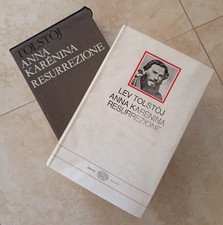 TOLSTOJ
ANNA
KARENINA
RESURREZIONE
LEV TOLSTOJ
ANNA KARENINA
RESURREZIONE